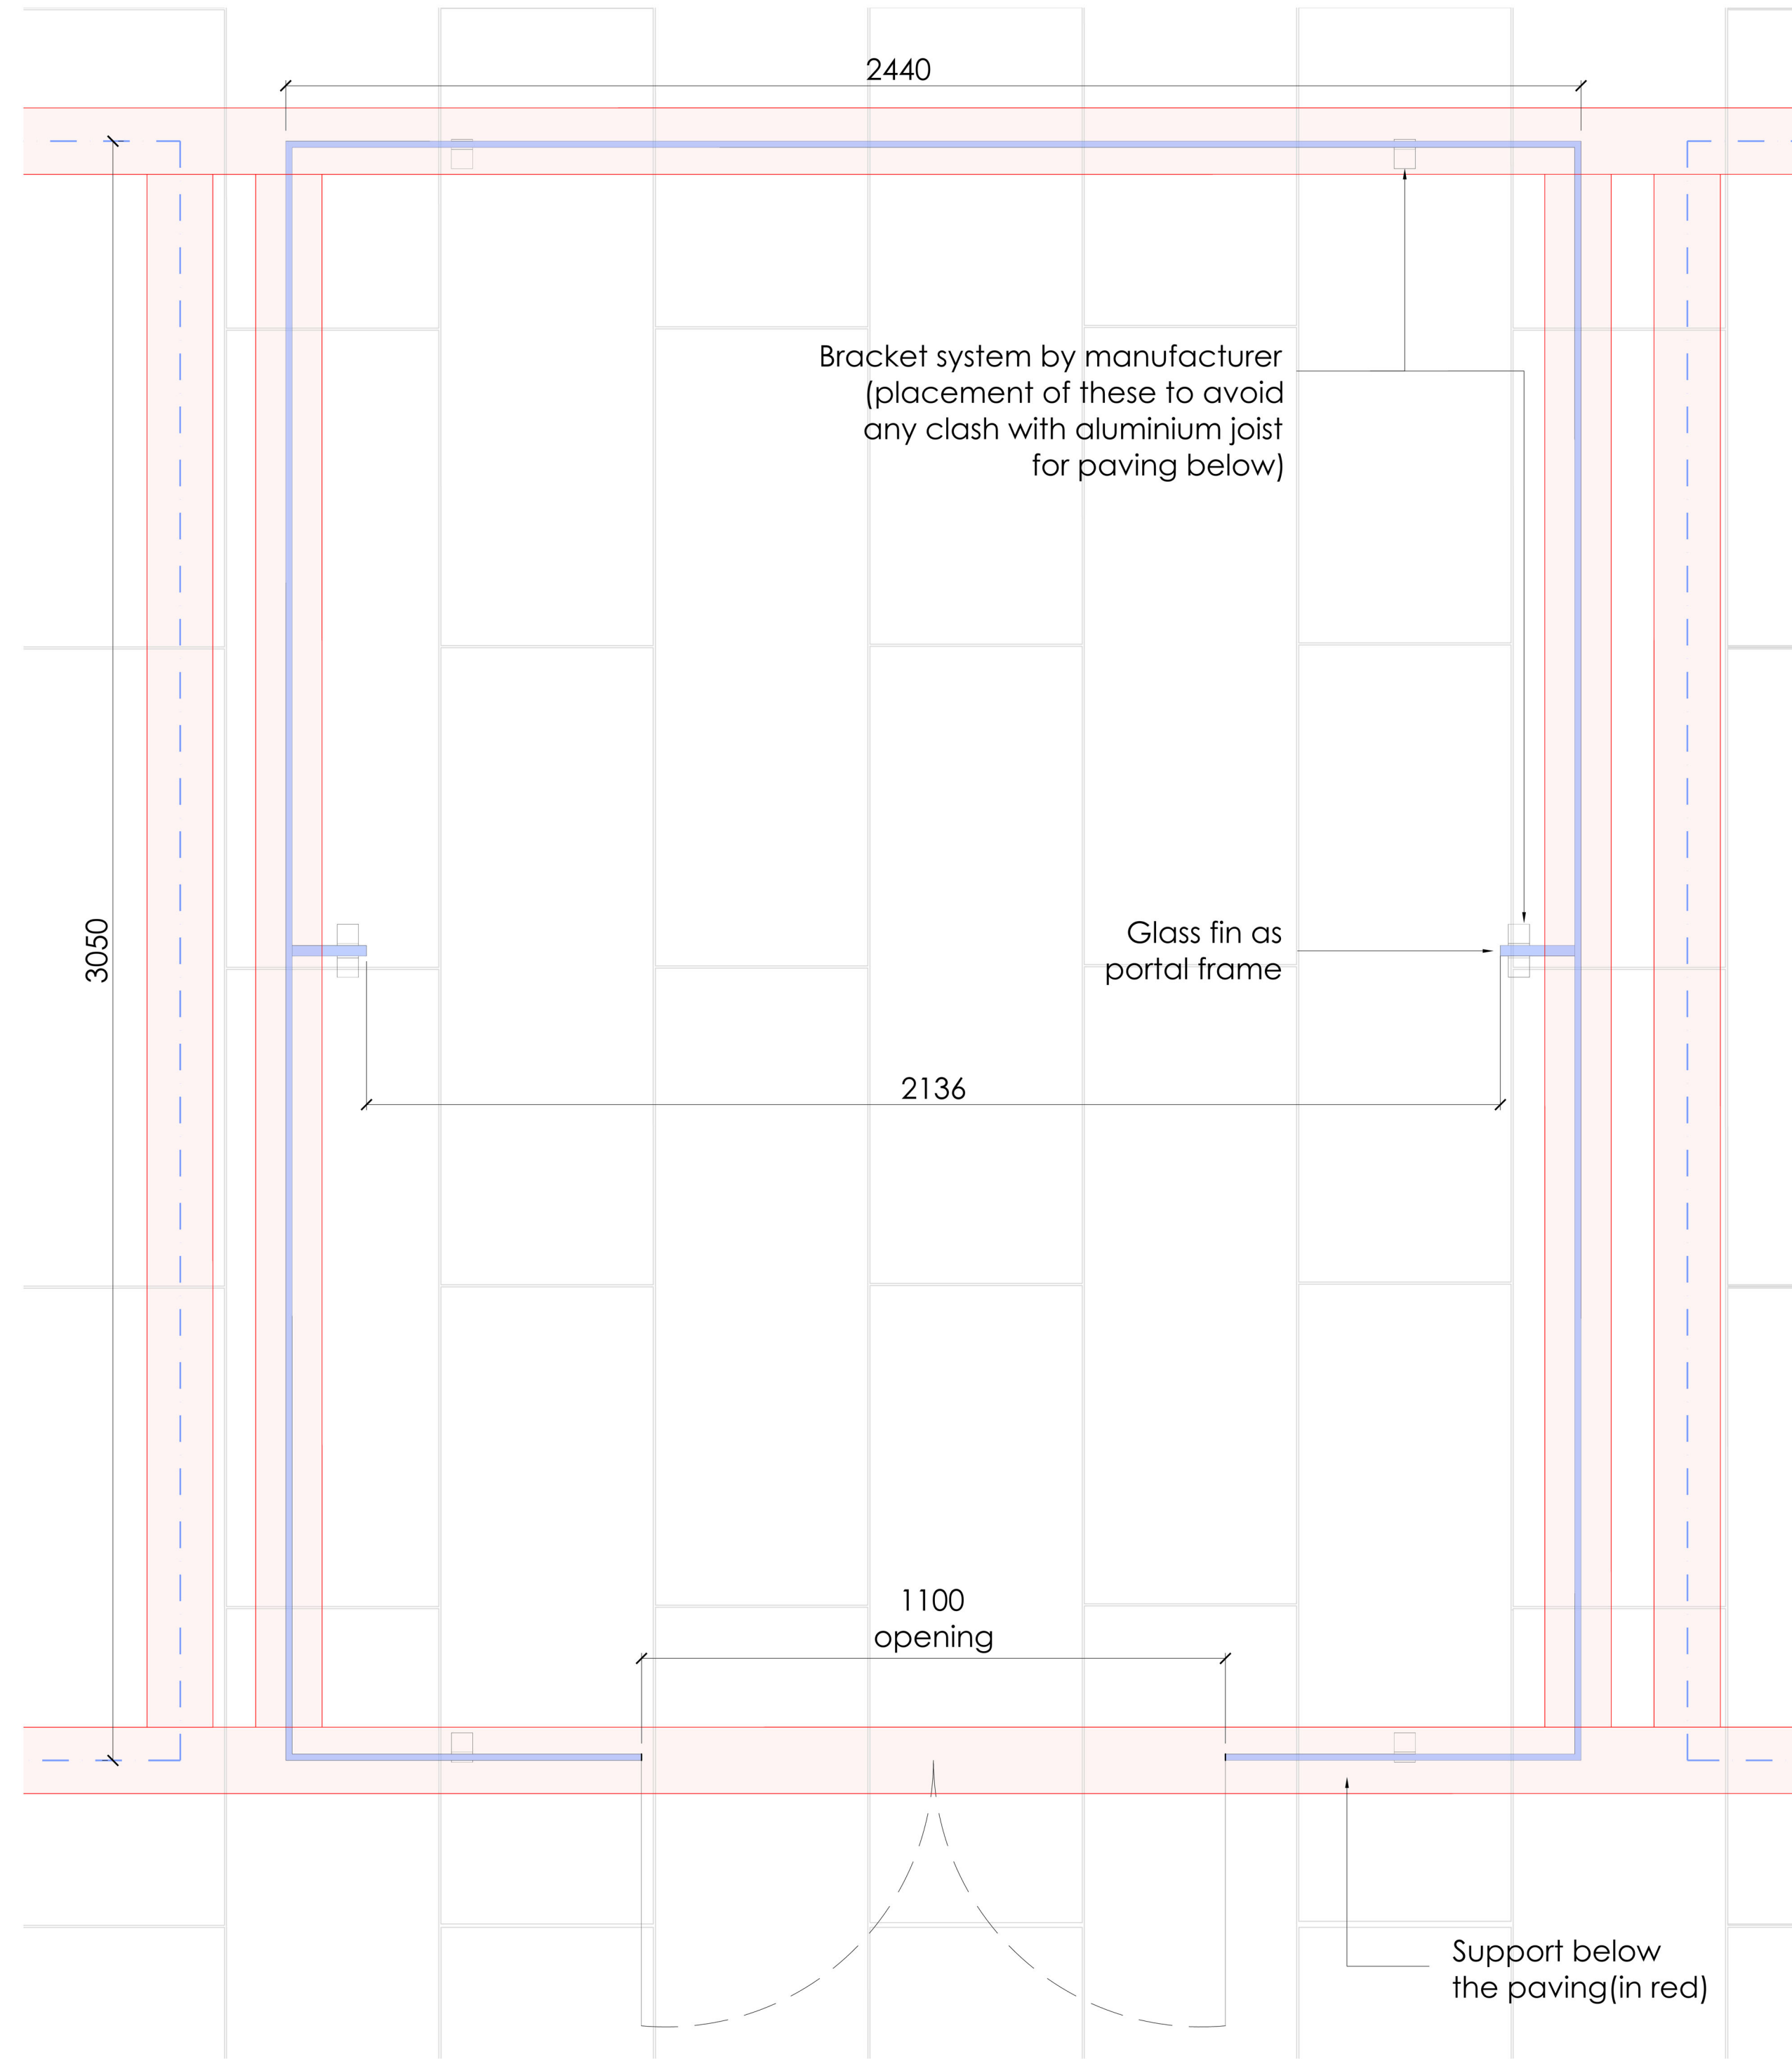 2440
Bracket system by manufacturer
(placement of these to avoid
any clash with aluminium joist
for paving below)
3050
Glass fin as
portal frame
2136
1100
opening
Support below
the paving(in red)